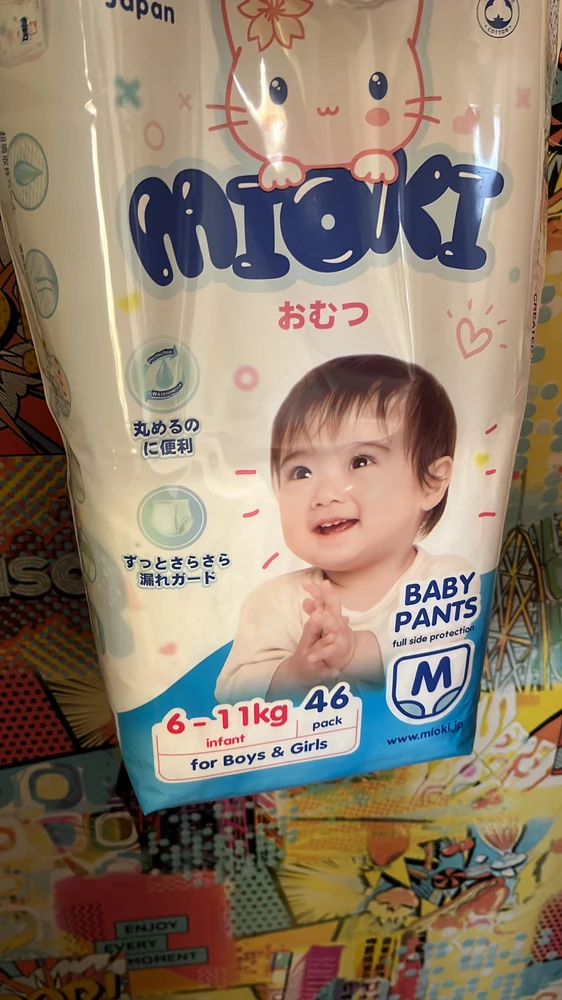 Japan
COTTON
MIOKI
おむつ
丸めるの
に便利
ずっとさらさら
漏れガード
BABY
PANTS
full side protection
M
6-11kg
infant
46
pack
for Boys & Girls
www.mioki.jp
ENJOY
EVERY
MOMENT